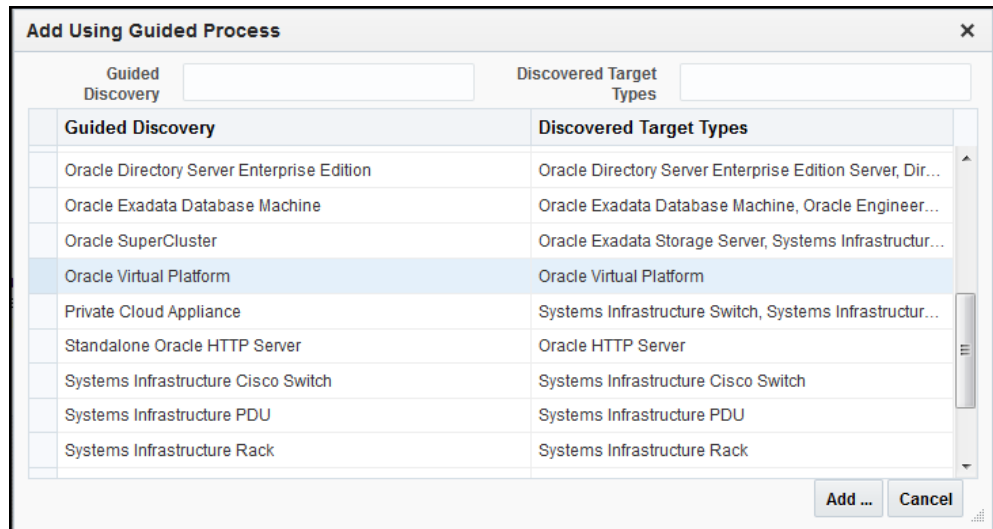 Add Using Guided Process
Guided Discovery
Discovered Target Types
Guided Discovery Discovered Target Types
Oracle Directory Server Enterprise Edition Oracle Directory Server Enterprise Edition Server, Dir...
Oracle Exadata Database Machine Oracle Exadata Database Machine, Oracle Engineer...
Oracle SuperCluster Oracle Exadata Storage Server, Systems Infrastructur...
Oracle Virtual Platform Oracle Virtual Platform
Private Cloud Appliance Systems Infrastructure Switch, Systems Infrastructur...
Standalone Oracle HTTP Server Oracle HTTP Server
Systems Infrastructure Cisco Switch Systems Infrastructure Cisco Switch
Systems Infrastructure PDU Systems Infrastructure PDU
Systems Infrastructure Rack Systems Infrastructure Rack
Add ... Cancel